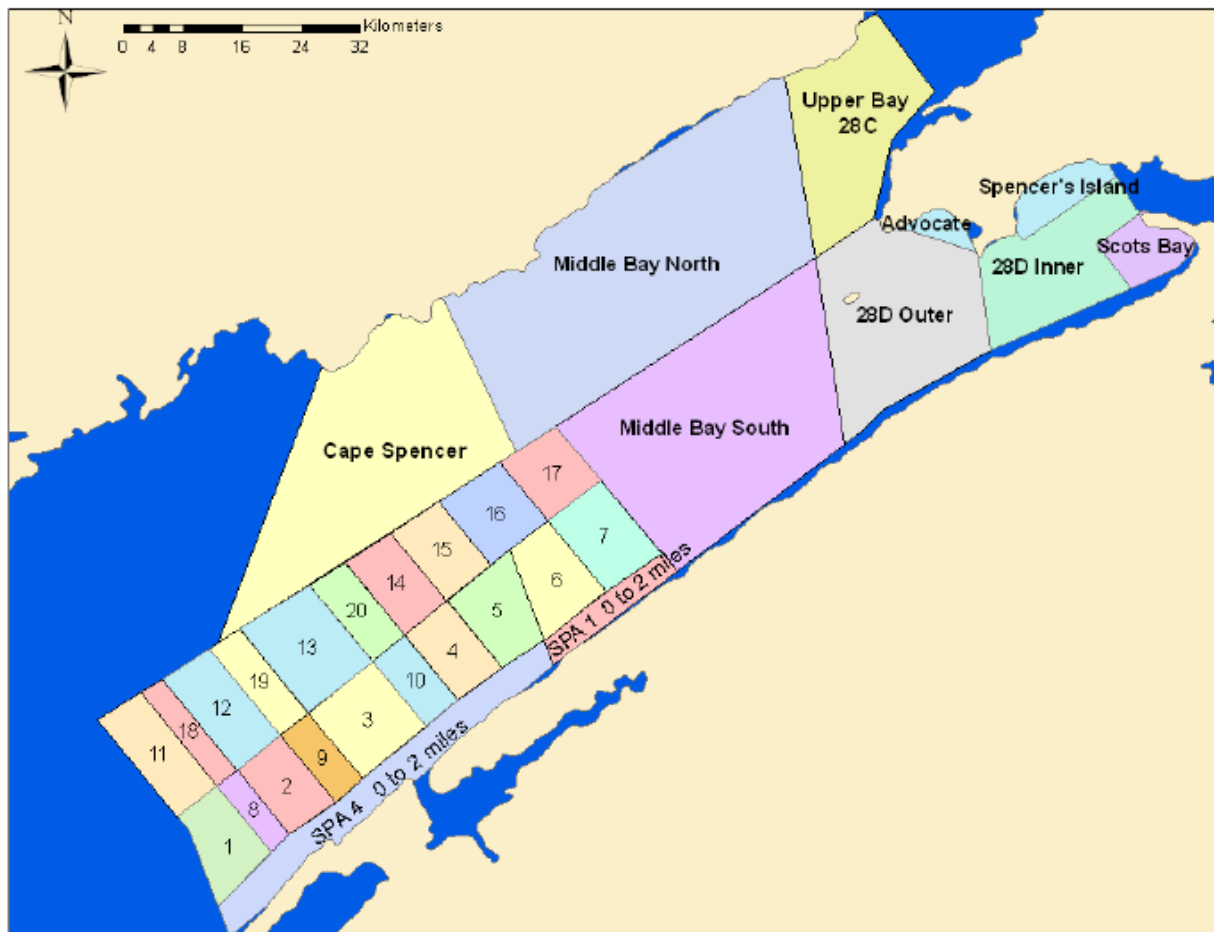 N
Kilometers
0 2 4 8 16 24 32
Upper Bay
28C
Spencer's Island
Advocate
Scots Bay
28D Inner
Middle Bay North
28D Outer
Middle Bay South
Cape Spencer
17
16
7
15
6
14
5
SPA 1 0 to 2 miles
20
4
13
10
19
3
12
18
11
9
2
8
SPA 4 0 to 2 miles
1